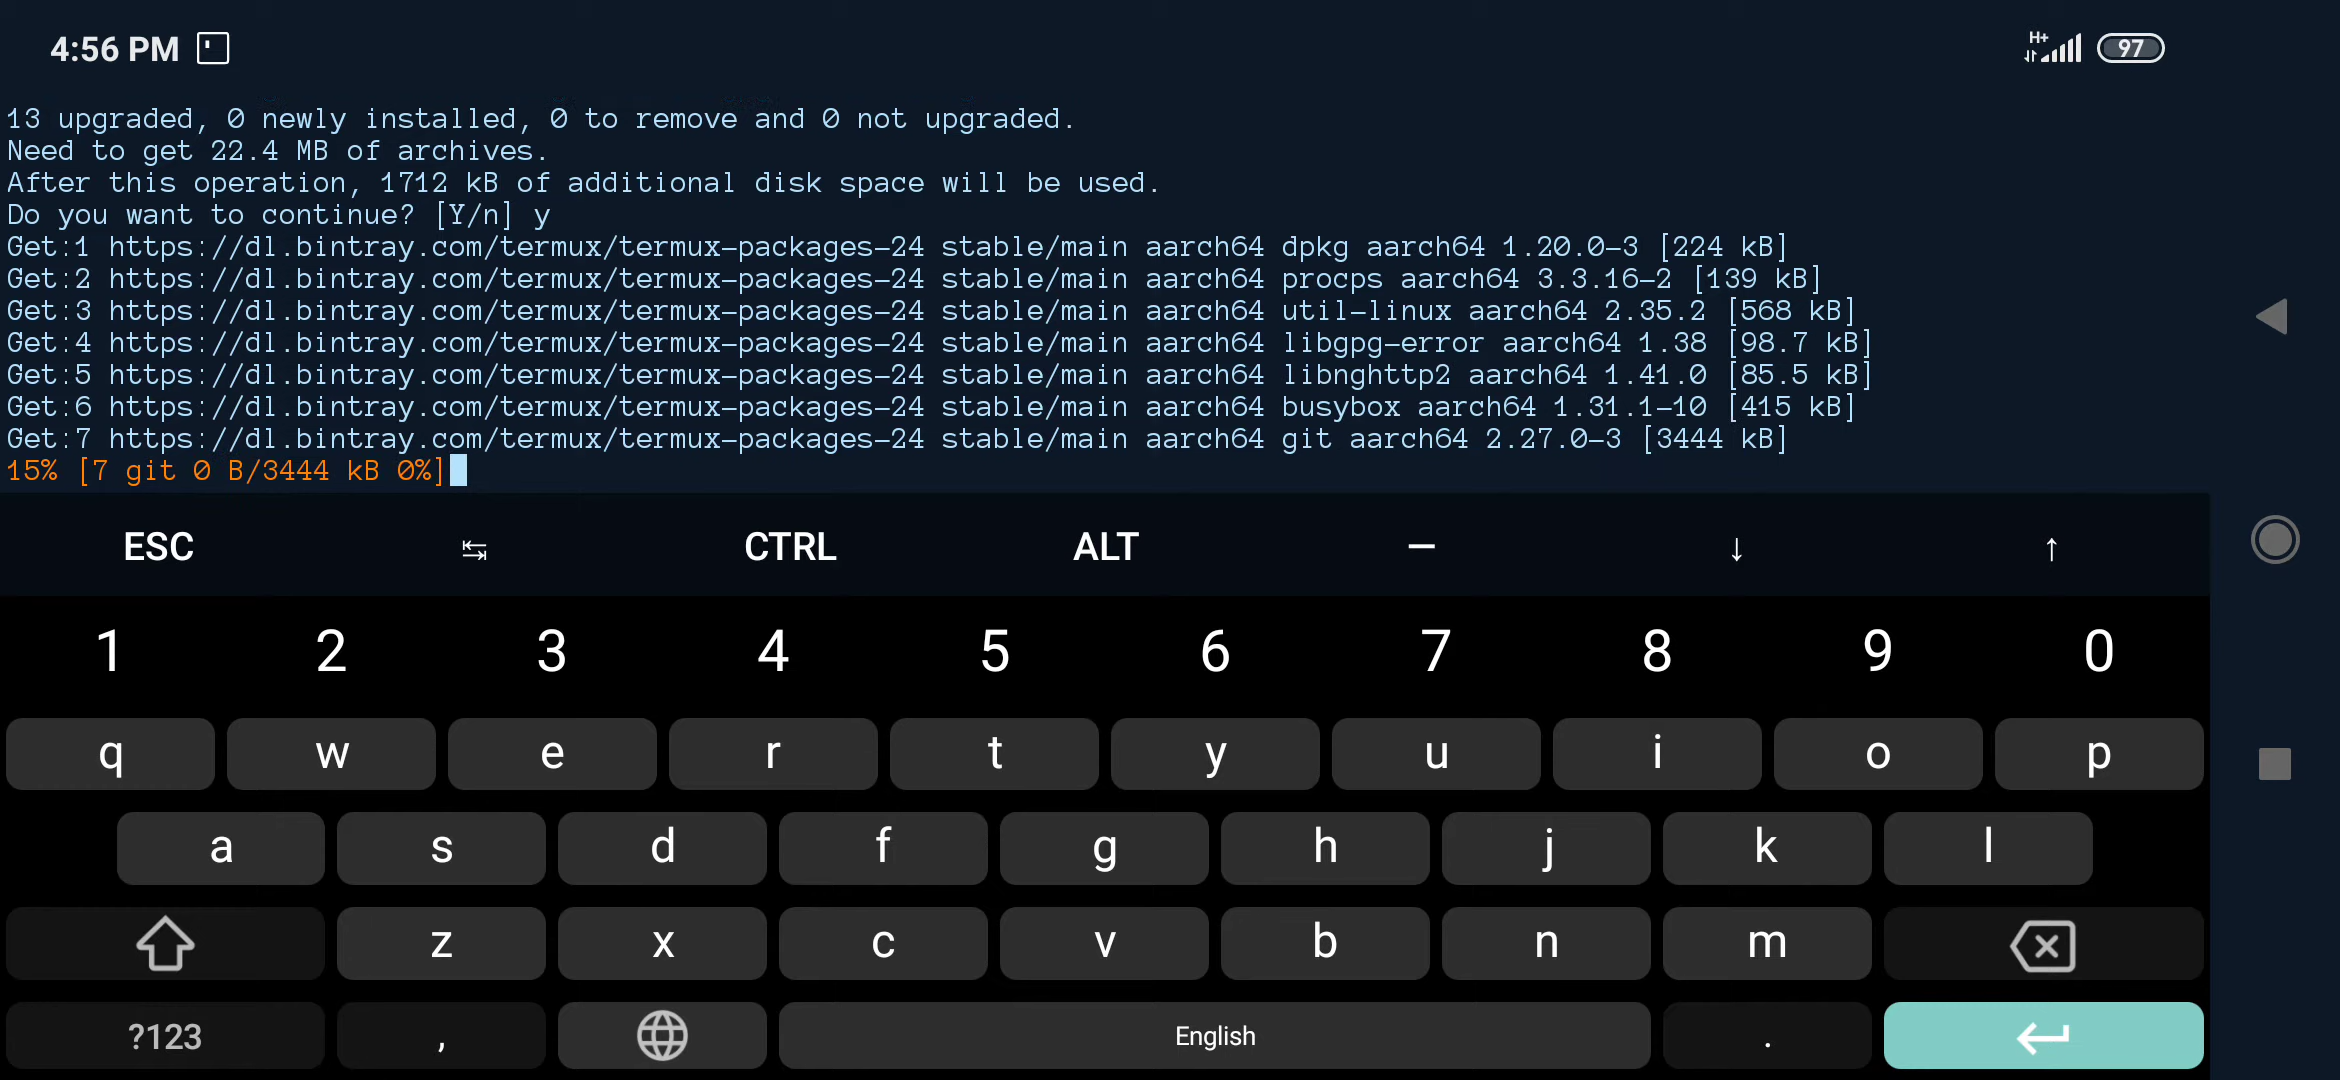 4:56 PM
H+
97
13 upgraded, 0 newly installed, 0 to remove and 0 not upgraded.
Need to get 22.4 MB of archives.
After this operation, 1712 kB of additional disk space will be used.
Do you want to continue? [Y/n] y
Get:1 https://dl.bintray.com/termux/termux-packages-24 stable/main aarch64 dpkg aarch64 1.20.0-3 [224 kB]
Get:2 https://dl.bintray.com/termux/termux-packages-24 stable/main aarch64 procps aarch64 3.3.16-2 [139 kB]
Get:3 https://dl.bintray.com/termux/termux-packages-24 stable/main aarch64 util-linux aarch64 2.35.2 [568 kB]
Get:4 https://dl.bintray.com/termux/termux-packages-24 stable/main aarch64 libgpg-error aarch64 1.38 [98.7 kB]
Get:5 https://dl.bintray.com/termux/termux-packages-24 stable/main aarch64 libnghttp2 aarch64 1.41.0 [85.5 kB]
Get:6 https://dl.bintray.com/termux/termux-packages-24 stable/main aarch64 busybox aarch64 1.31.1-10 [415 kB]
Get:7 https://dl.bintray.com/termux/termux-packages-24 stable/main aarch64 git aarch64 2.27.0-3 [3444 kB]
15% [7 git 0 B/3444 kB 0%]
ESC ↹ CTRL ALT — ↓ ↑
1 2 3 4 5 6 7 8 9 0
q w e r t y u i o p
a s d f g h j k l
z x c v b n m
?123 , English .